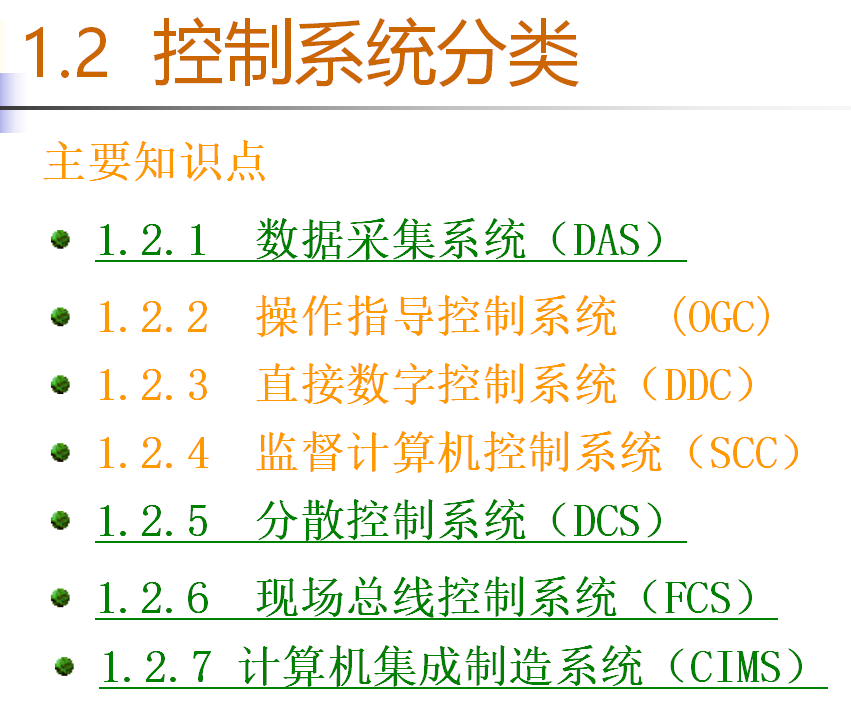 1.2 控制系统分类
主要知识点
1.2.1 数据采集系统（DAS）
1.2.2 操作指导控制系统 (OGC)
1.2.3 直接数字控制系统（DDC）
1.2.4 监督计算机控制系统（SCC）
1.2.5 分散控制系统（DCS）
1.2.6 现场总线控制系统（FCS）
1.2.7 计算机集成制造系统（CIMS）